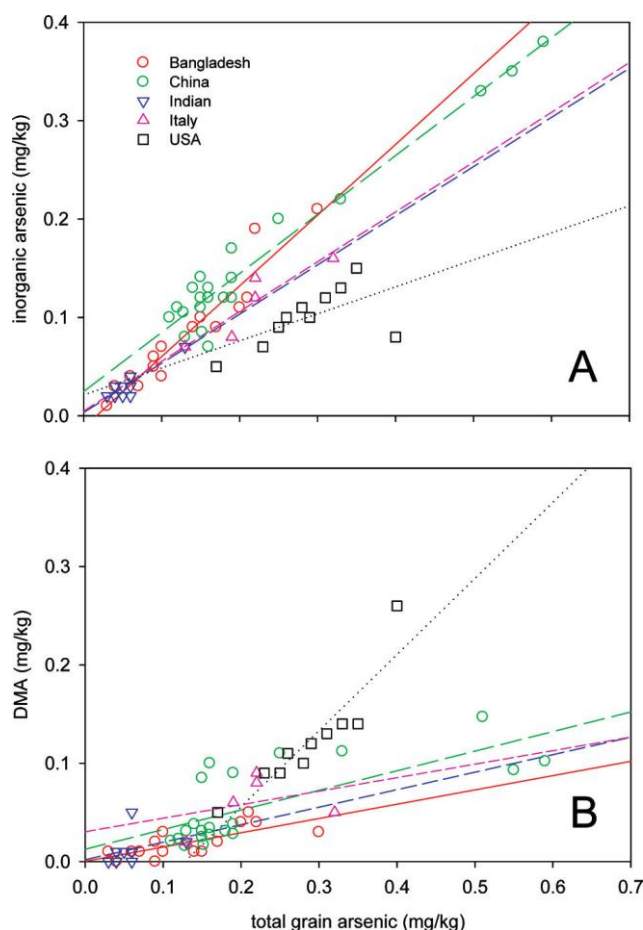 0.4
Bangladesh
China
Indian
Italy
USA
0.3
0.2
0.1
0.0
inorganic arsenic (mg/kg)
A
0.4
0.3
0.2
0.1
0.0
DMA (mg/kg)
B
0.0 0.1 0.2 0.3 0.4 0.5 0.6 0.7
total grain arsenic (mg/kg)